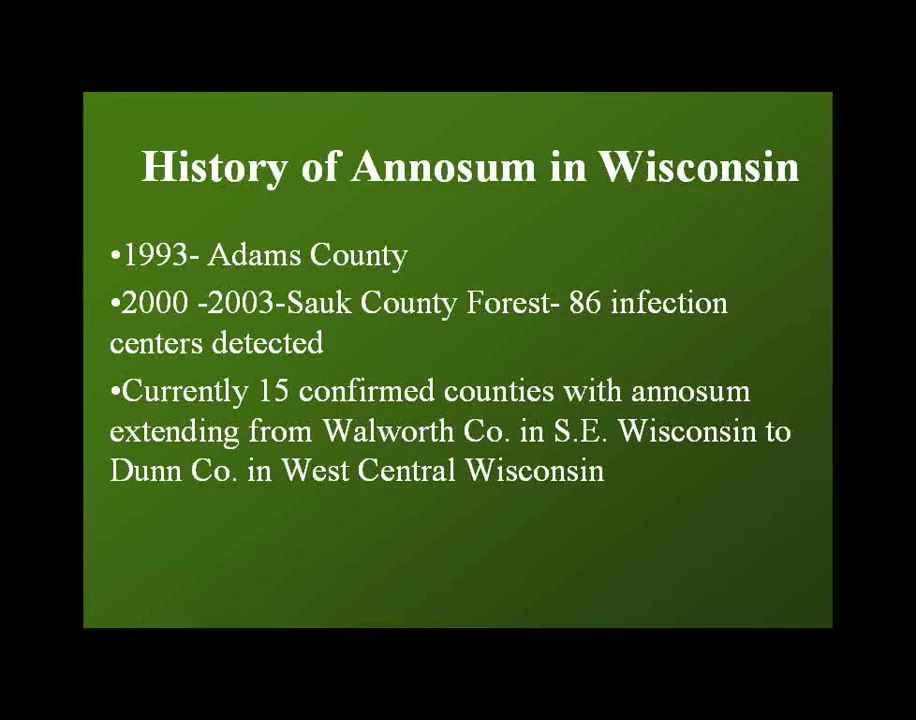 History of Annosum in Wisconsin
•1993- Adams County
•2000 -2003-Sauk County Forest- 86 infection
centers detected
•Currently 15 confirmed counties with annosum
extending from Walworth Co. in S.E. Wisconsin to
Dunn Co. in West Central Wisconsin